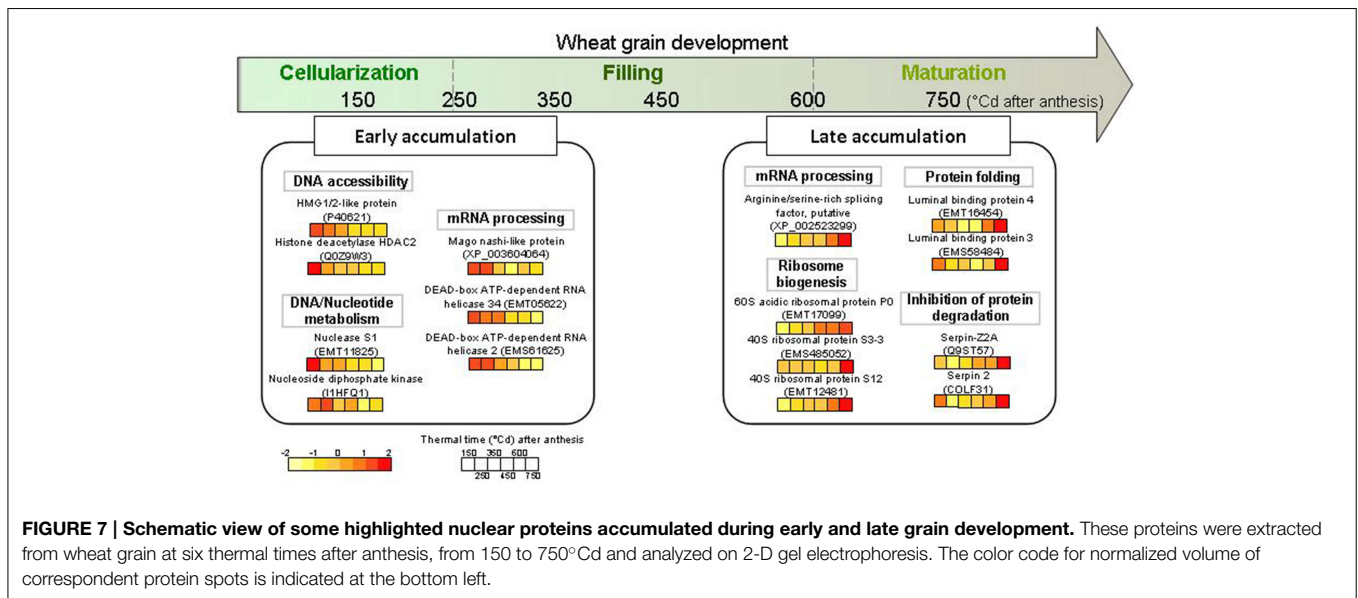 Wheat grain development
Cellularization Filling Maturation
150 250 350 450 600 750 (°Cd after anthesis)
Early accumulation
DNA accessibility
HMG1/2-like protein
(P40621)
Histone deacetylase HDAC2
(Q0Z9W3)
DNA/Nucleotide
metabolism
Nuclease S1
(EMT11825)
Nucleoside diphosphate kinase
(I1HFQ1)
mRNA processing
Mago nashi-like protein
(XP_003604064)
DEAD-box ATP-dependent RNA
helicase 34 (EMT05622)
DEAD-box ATP-dependent RNA
helicase 2 (EMS61625)
Late accumulation
mRNA processing
Arginine/serine-rich splicing
factor, putative
(XP_002523299)
Ribosome
biogenesis
60S acidic ribosomal protein P0
(EMT17099)
40S ribosomal protein S3-3
(EMS485052)
40S ribosomal protein S12
(EMT12481)
Protein folding
Luminal binding protein 4
(EMT16454)
Luminal binding protein 3
(EMS58484)
Inhibition of protein
degradation
Serpin-Z2A
(Q9ST57)
Serpin 2
(COLF31)
-2 -1 0 1 2
Thermal time (°Cd) after anthesis
150 350 600
250 450 750
FIGURE 7 | Schematic view of some highlighted nuclear proteins accumulated during early and late grain development. These proteins were extracted
from wheat grain at six thermal times after anthesis, from 150 to 750°Cd and analyzed on 2-D gel electrophoresis. The color code for normalized volume of
correspondent protein spots is indicated at the bottom left.